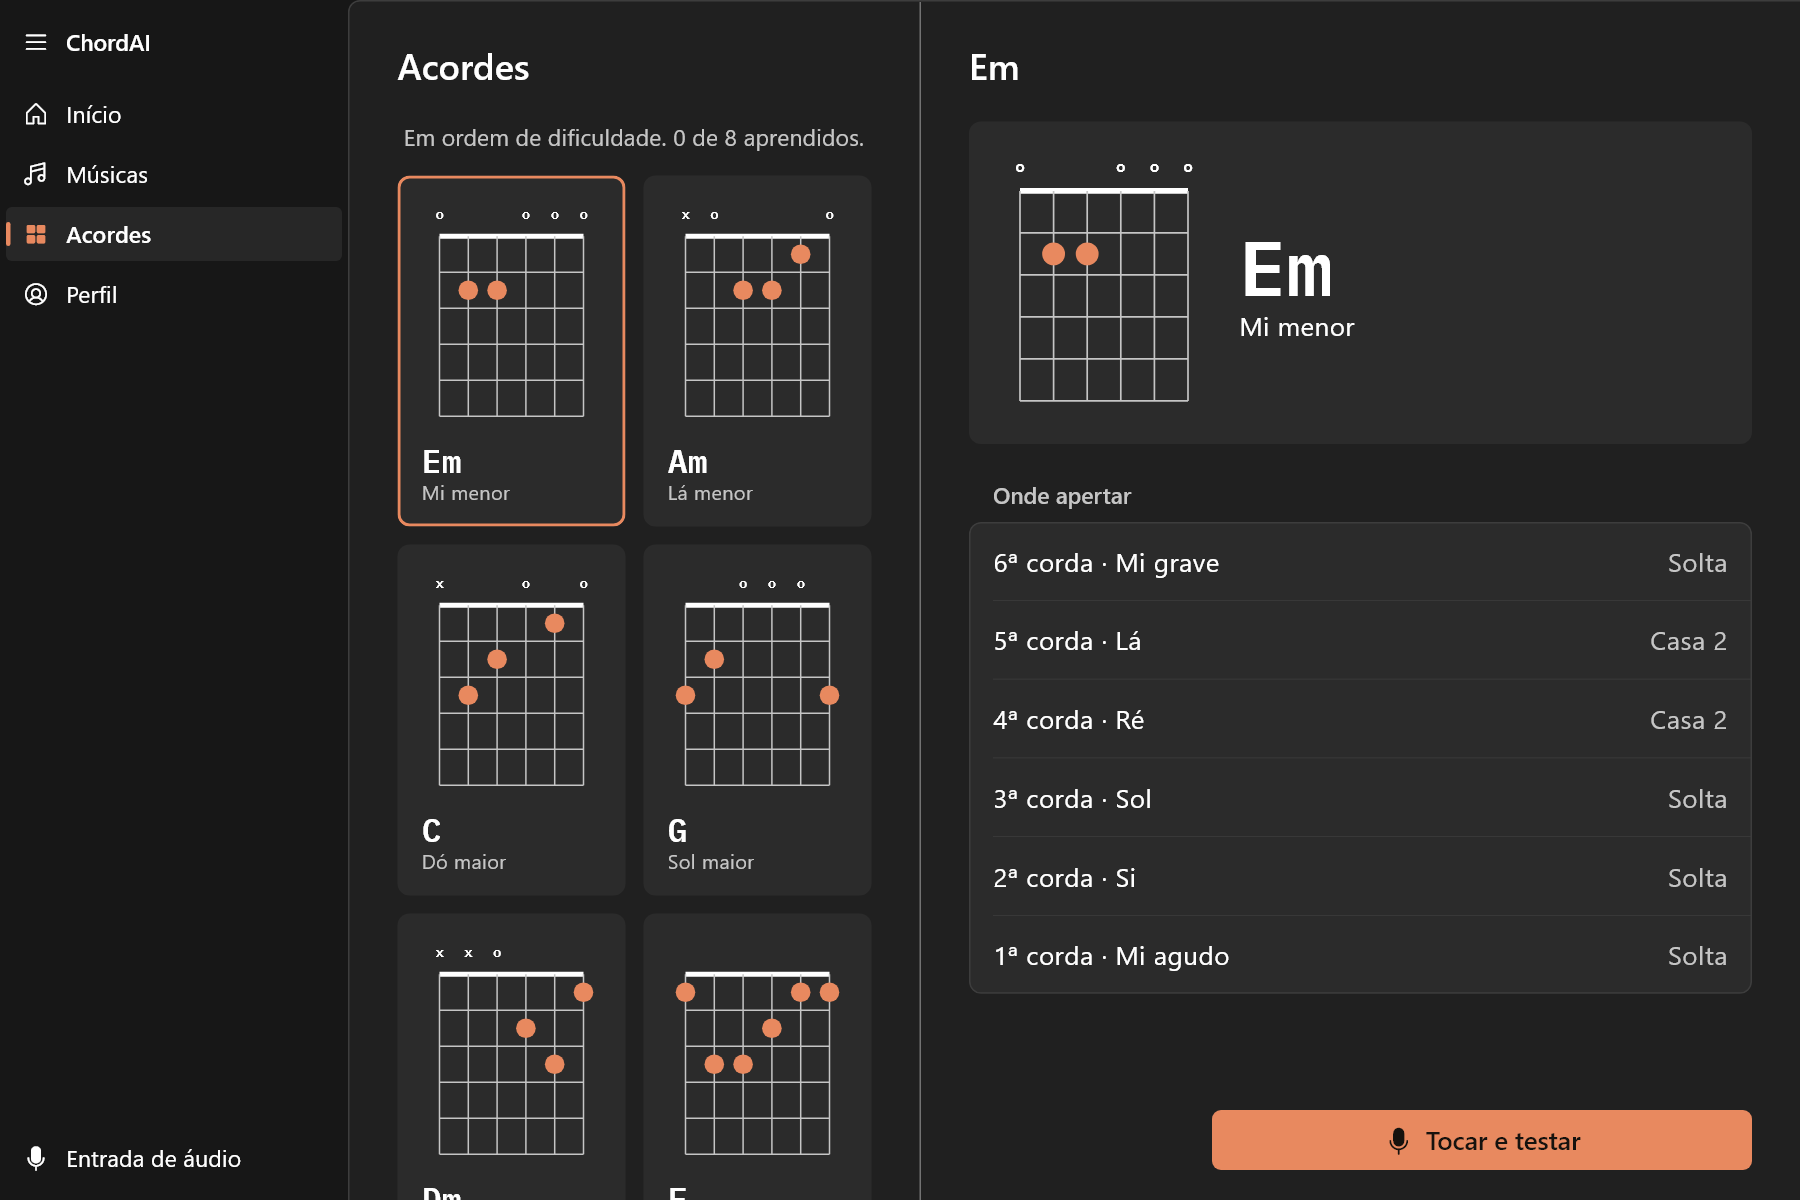 ChordAI
Início
Músicas
Acordes
Perfil
Entrada de áudio
Acordes
Em ordem de dificuldade. 0 de 8 aprendidos.
o o o o
Em
Mi menor
x o o
Am
Lá menor
x o o
C
Dó maior
o o o
G
Sol maior
x x o
Dm
Em
o o o o
Em
Mi menor
Onde apertar
6ª corda · Mi grave Solta
5ª corda · Lá Casa 2
4ª corda · Ré Casa 2
3ª corda · Sol Solta
2ª corda · Si Solta
1ª corda · Mi agudo Solta
Tocar e testar